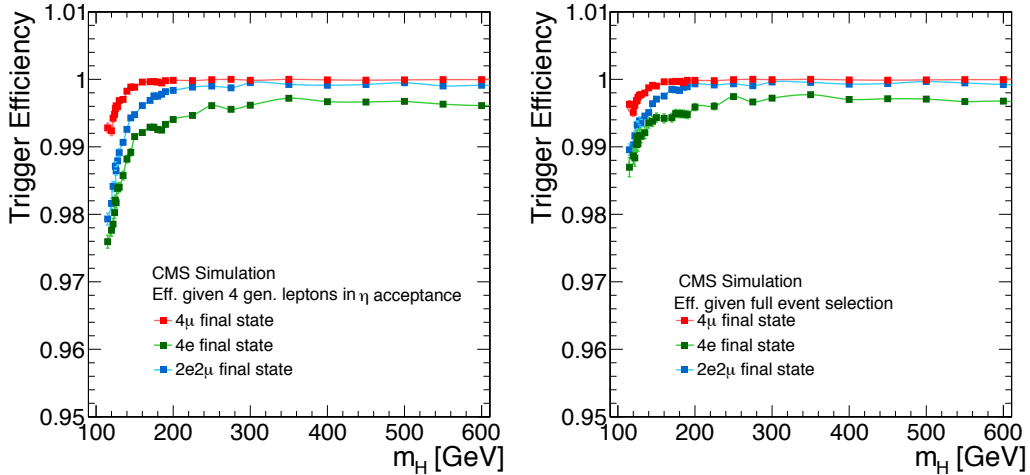 Trigger Efficiency
1.01
1
0.99
0.98
0.97
0.96
0.95
CMS Simulation
Eff. given 4 gen. leptons in η acceptance
4μ final state
4e final state
2e2μ final state
100 200 300 400 500 600
m_H [GeV]
Trigger Efficiency
1.01
1
0.99
0.98
0.97
0.96
0.95
CMS Simulation
Eff. given full event selection
4μ final state
4e final state
2e2μ final state
100 200 300 400 500 600
m_H [GeV]